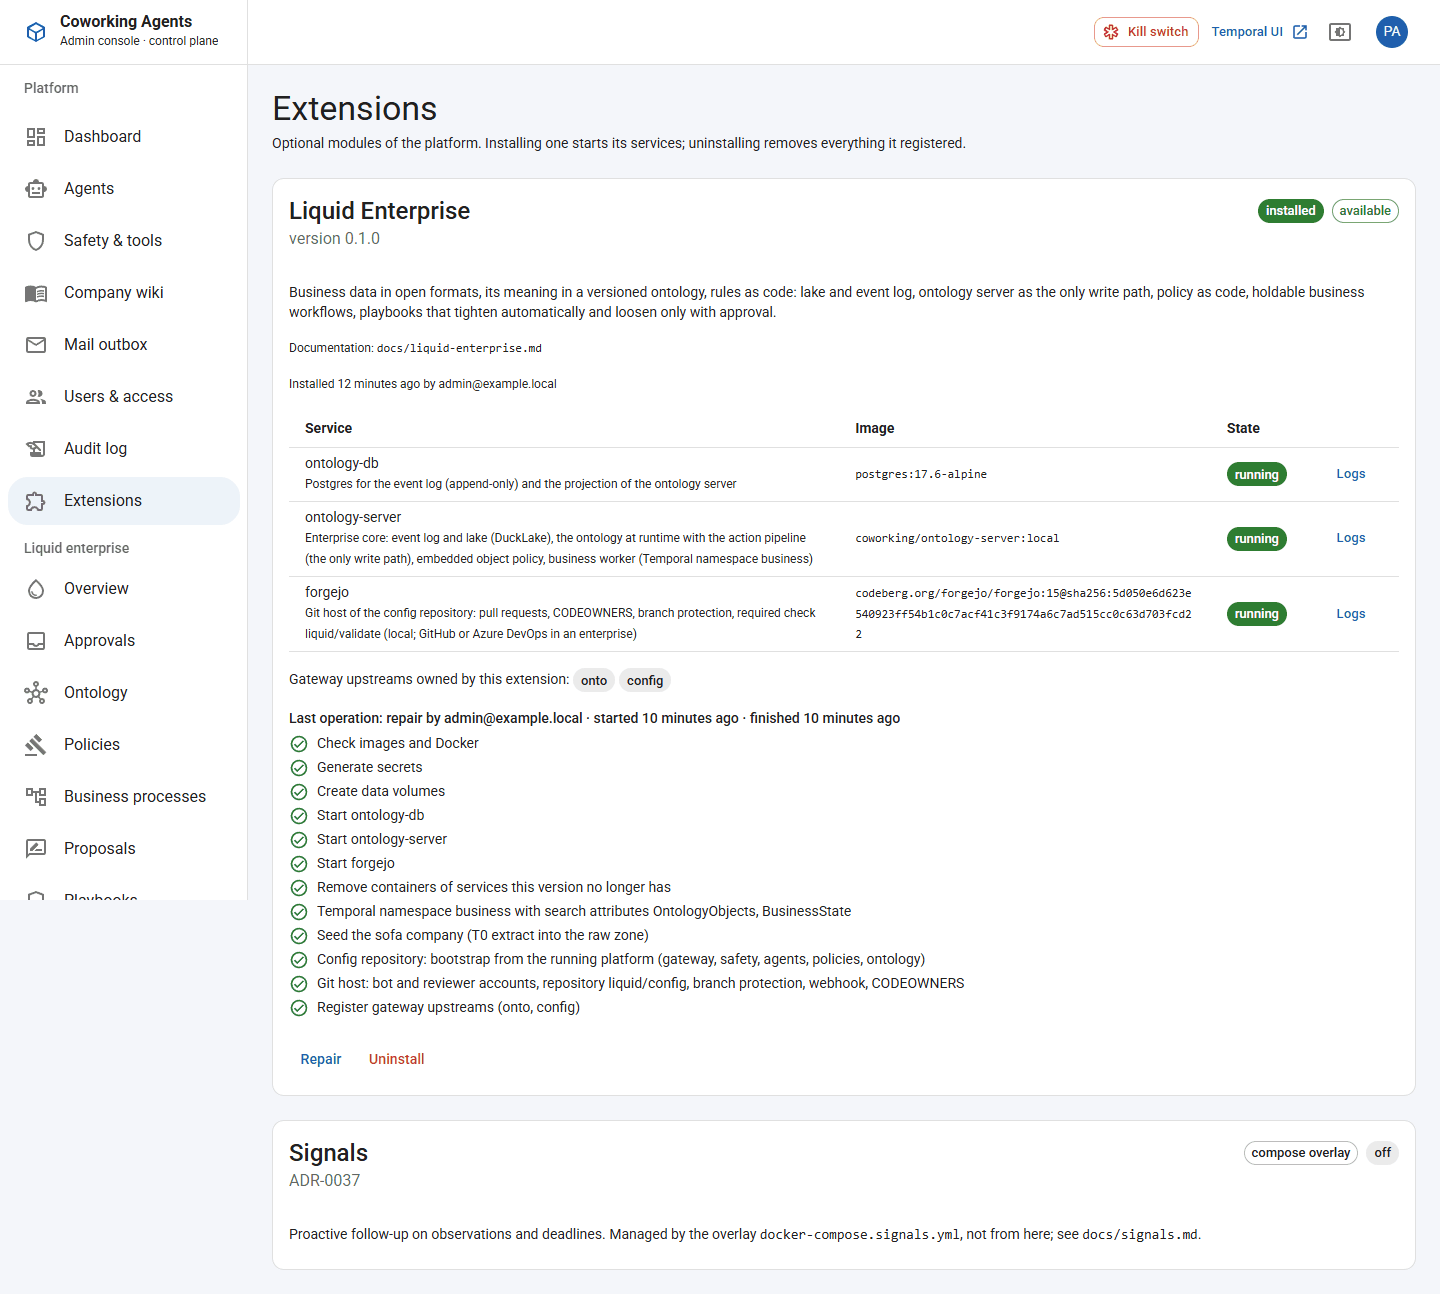 Coworking Agents
Admin console · control plane
Kill switch
Temporal UI
PA
Platform
Dashboard
Agents
Safety & tools
Company wiki
Mail outbox
Users & access
Audit log
Extensions
Liquid enterprise
Overview
Approvals
Ontology
Policies
Business processes
Proposals
Playbooks
Extensions
Optional modules of the platform. Installing one starts its services; uninstalling removes everything it registered.
Liquid Enterprise
installed
available
version 0.1.0
Business data in open formats, its meaning in a versioned ontology, rules as code: lake and event log, ontology server as the only write path, policy as code, holdable business
workflows, playbooks that tighten automatically and loosen only with approval.
Documentation: docs/liquid-enterprise.md
Installed 12 minutes ago by admin@example.local
Service Image State
ontology-db
Postgres for the event log (append-only) and the projection of the ontology server
postgres:17.6-alpine
running
Logs
ontology-server
Enterprise core: event log and lake (DuckLake), the ontology at runtime with the action pipeline
(the only write path), embedded object policy, business worker (Temporal namespace business)
coworking/ontology-server:local
running
Logs
forgejo
Git host of the config repository: pull requests, CODEOWNERS, branch protection, required check
liquid/validate (local; GitHub or Azure DevOps in an enterprise)
codeberg.org/forgejo/forgejo:15@sha256:5d050e6d623e
540923ff54b1c0c7acf41c3f9174a6c7ad515cc0c63d703fcd2
2
running
Logs
Gateway upstreams owned by this extension: onto config
Last operation: repair by admin@example.local · started 10 minutes ago · finished 10 minutes ago
Check images and Docker
Generate secrets
Create data volumes
Start ontology-db
Start ontology-server
Start forgejo
Remove containers of services this version no longer has
Temporal namespace business with search attributes OntologyObjects, BusinessState
Seed the sofa company (T0 extract into the raw zone)
Config repository: bootstrap from the running platform (gateway, safety, agents, policies, ontology)
Git host: bot and reviewer accounts, repository liquid/config, branch protection, webhook, CODEOWNERS
Register gateway upstreams (onto, config)
Repair
Uninstall
Signals
compose overlay
off
ADR-0037
Proactive follow-up on observations and deadlines. Managed by the overlay docker-compose.signals.yml, not from here; see docs/signals.md.